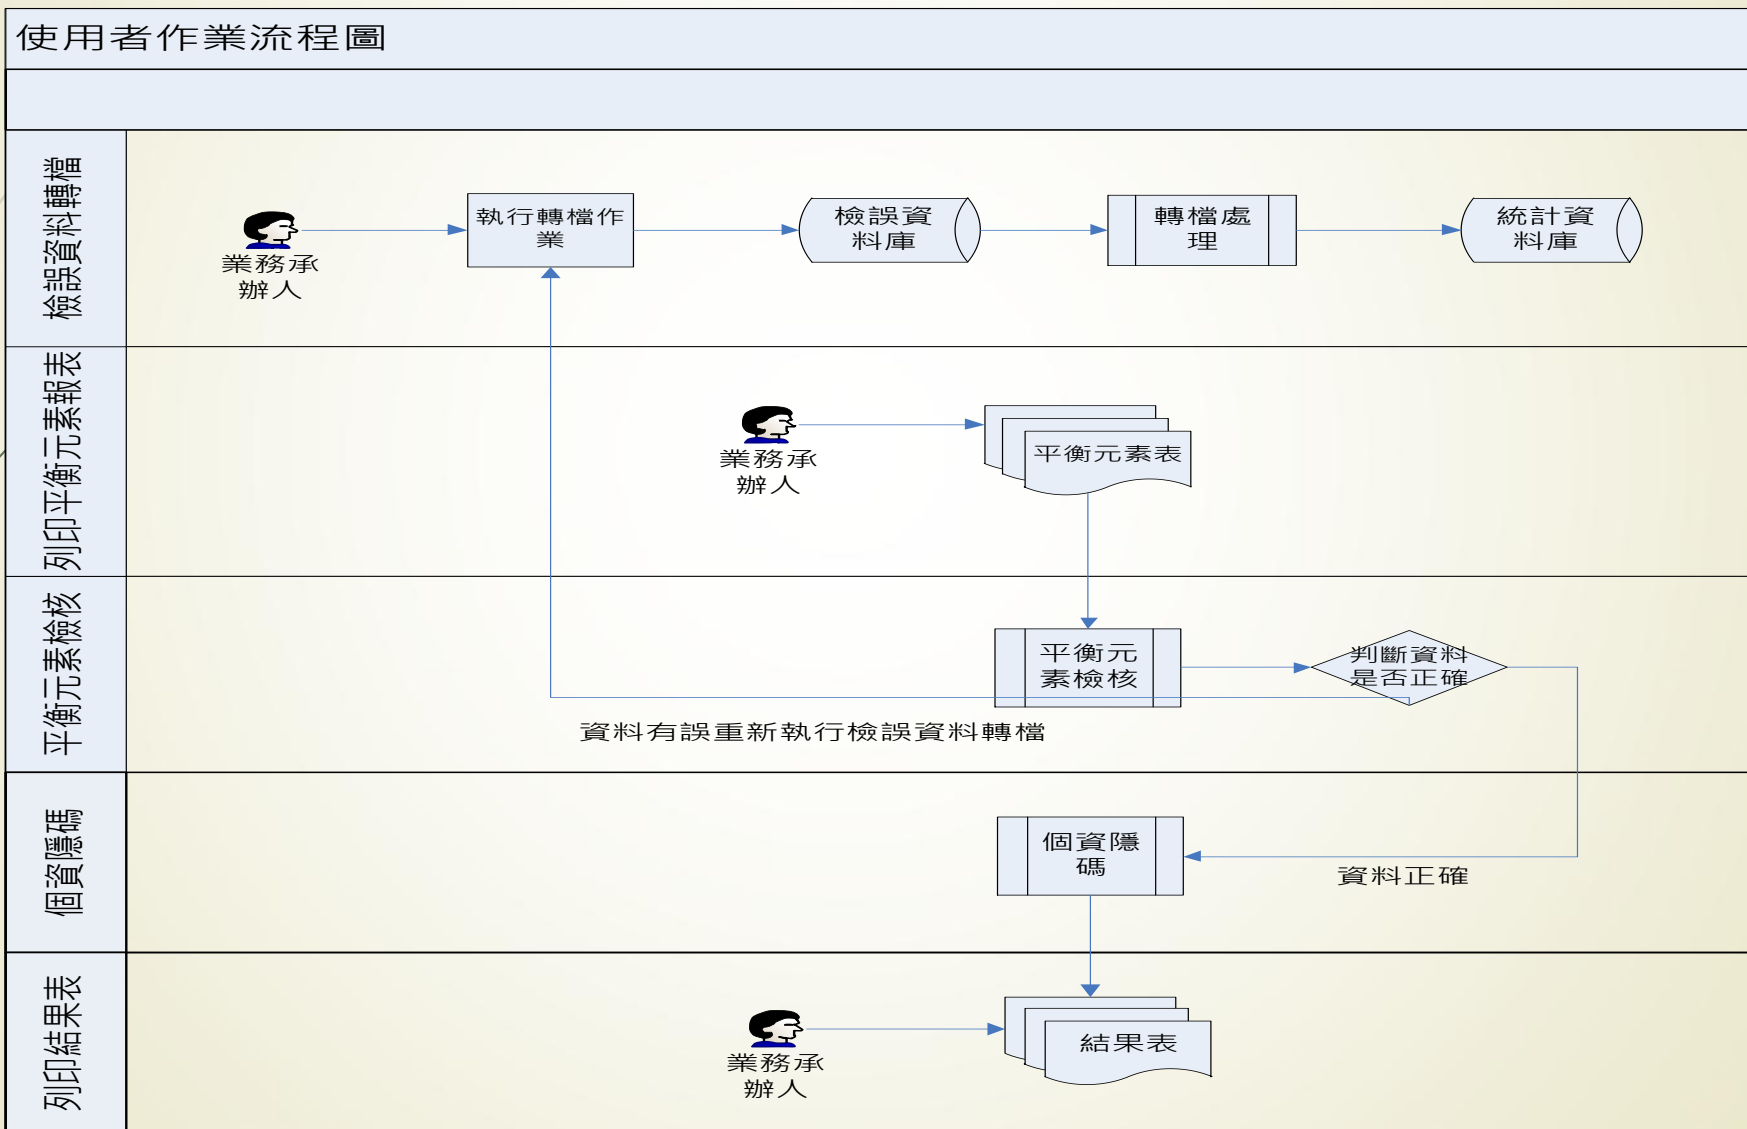 使用者作業流程圖
檢誤資料轉檔
業務承
辦人
執行轉檔作
業
檢誤資
料庫
轉檔處
理
統計資
料庫
列印平衡元素報表
業務承
辦人
平衡元素表
平衡元素檢核
平衡元
素檢核
判斷資料
是否正確
資料有誤重新執行檢誤資料轉檔
個資隱碼
個資隱
碼
資料正確
列印結果表
業務承
辦人
結果表